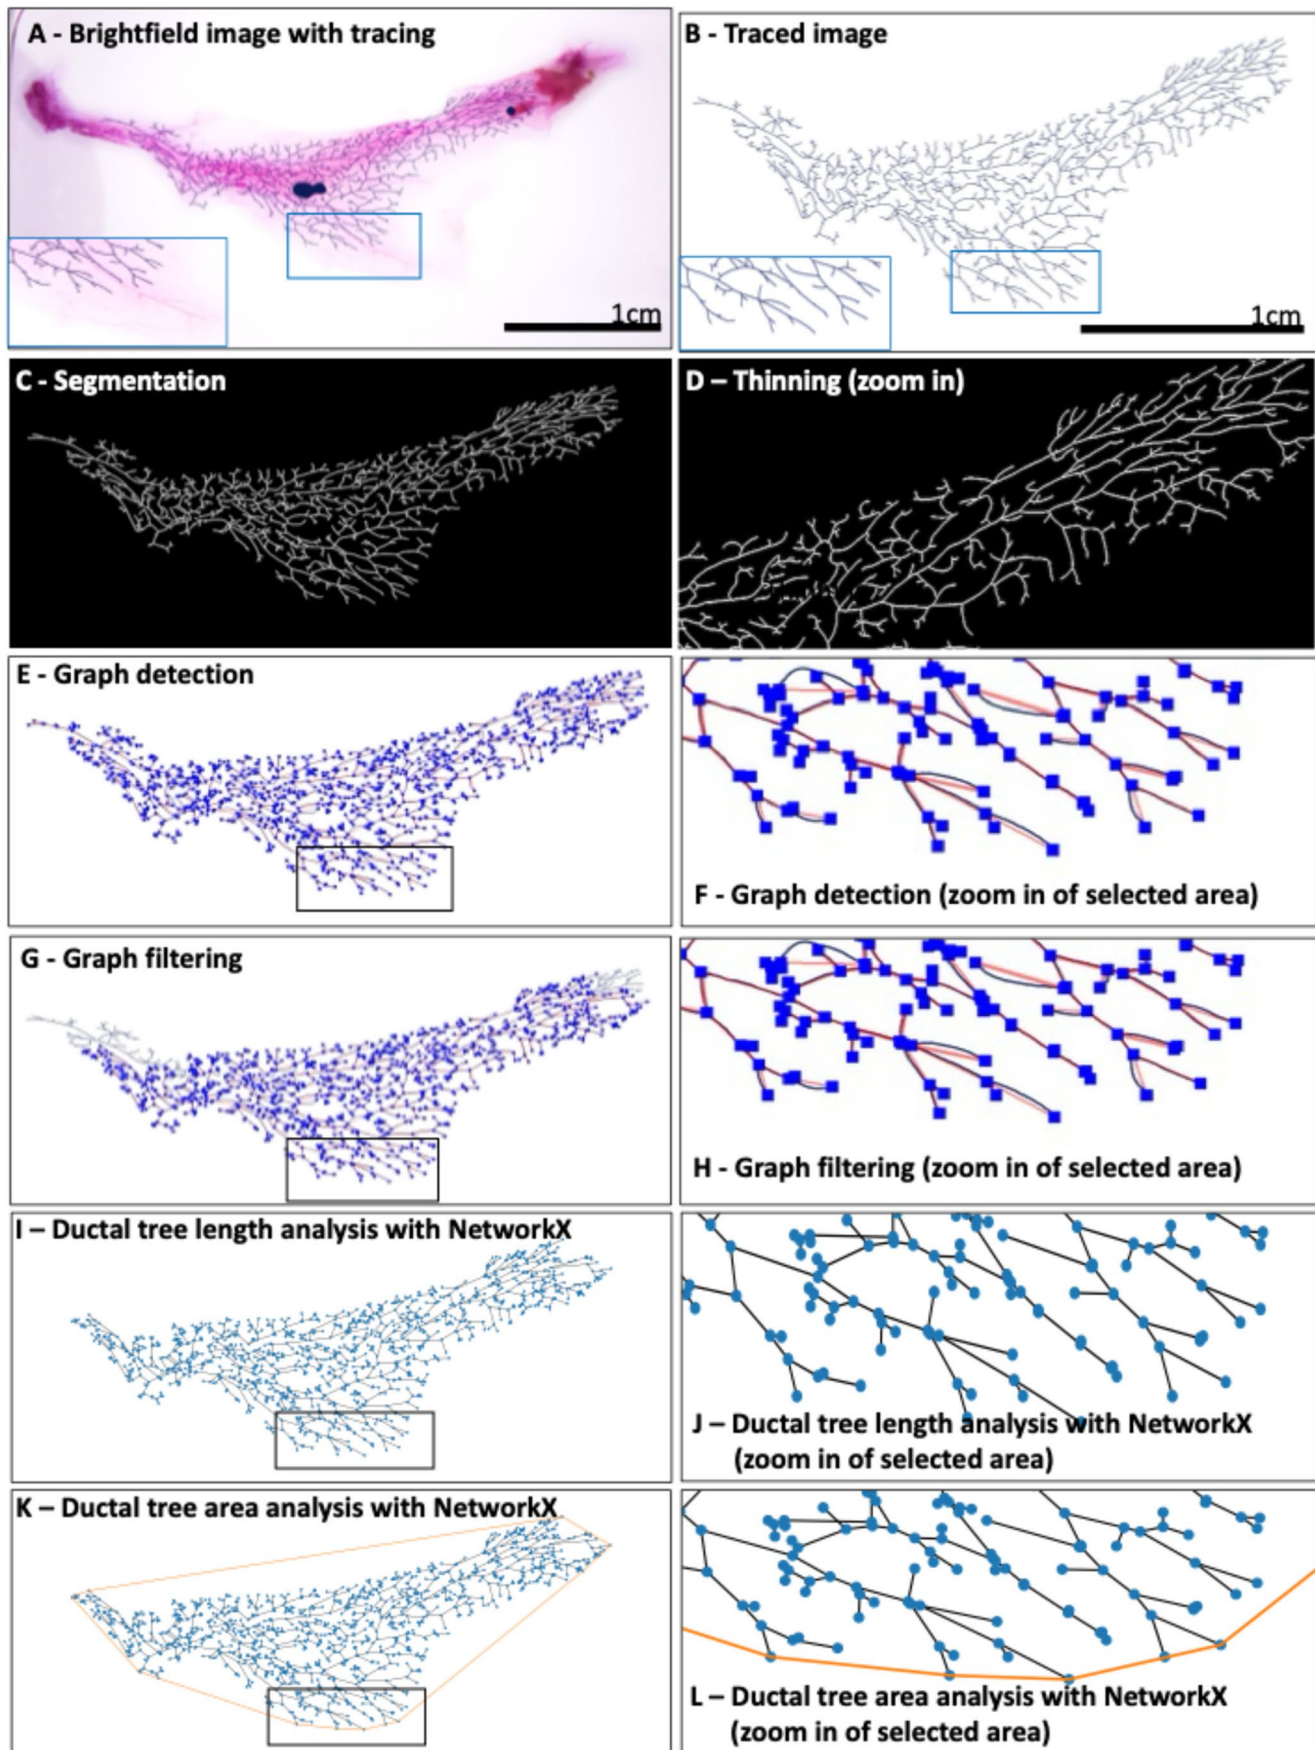 A - Brightfield image with tracing
1cm
B - Traced image
1cm
C - Segmentation
D – Thinning (zoom in)
E - Graph detection
F - Graph detection (zoom in of selected area)
G - Graph filtering
H - Graph filtering (zoom in of selected area)
I – Ductal tree length analysis with NetworkX
J – Ductal tree length analysis with NetworkX
(zoom in of selected area)
K – Ductal tree area analysis with NetworkX
L – Ductal tree area analysis with NetworkX
(zoom in of selected area)